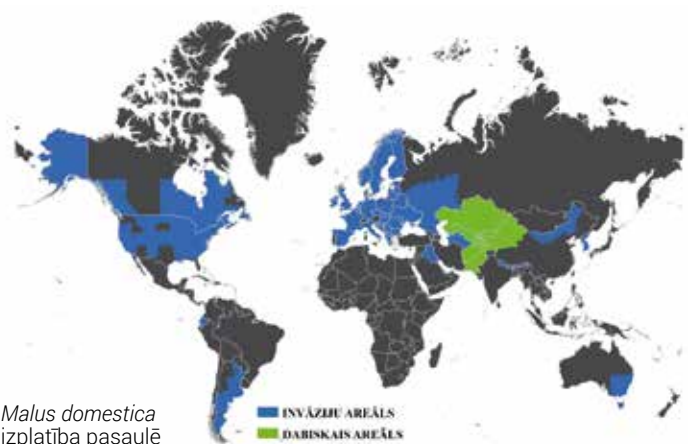 Malus domestica
izplatība pasaulē
INVĀZIJU AREĀLS
DABISKAIS AREĀLS